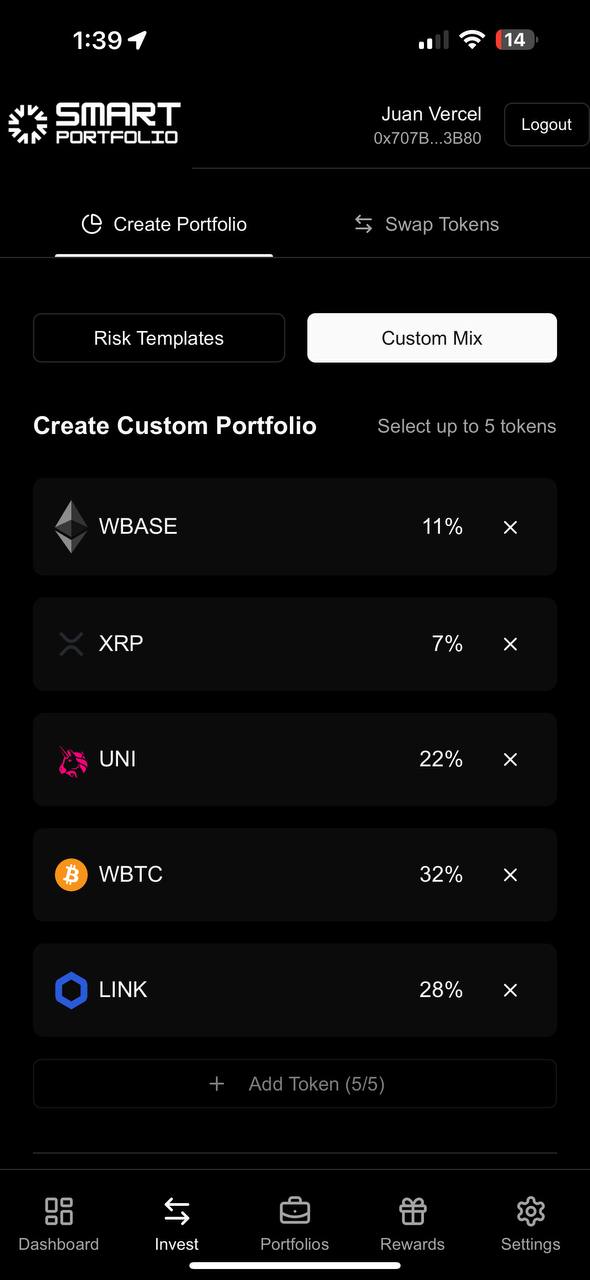 1:39
14
SMART
PORTFOLIO
Juan Vercel
0x707B...3B80
Logout
Create Portfolio
Swap Tokens
Risk Templates
Custom Mix
Create Custom Portfolio
Select up to 5 tokens
WBASE 11%
XRP 7%
UNI 22%
WBTC 32%
LINK 28%
+ Add Token (5/5)
Dashboard
Invest
Portfolios
Rewards
Settings